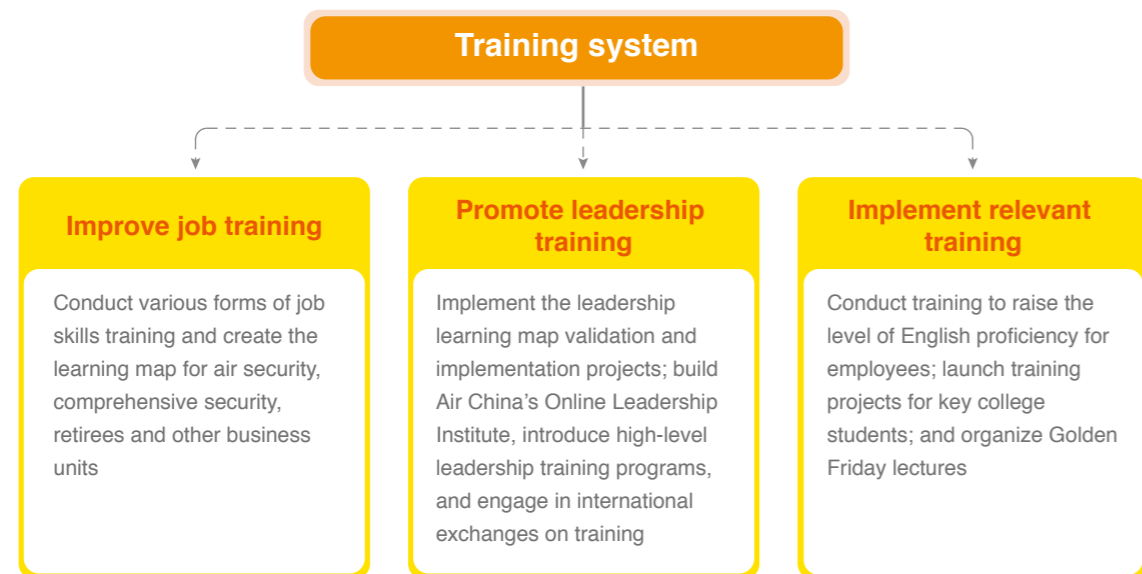 Training system
Improve job training
Conduct various forms of job
skills training and create the
learning map for air security,
comprehensive security,
retirees and other business
units
Promote leadership
training
Implement the leadership
learning map validation and
implementation projects; build
Air China’s Online Leadership
Institute, introduce high-level
leadership training programs,
and engage in international
exchanges on training
Implement relevant
training
Conduct training to raise the
level of English proficiency for
employees; launch training
projects for key college
students; and organize Golden
Friday lectures